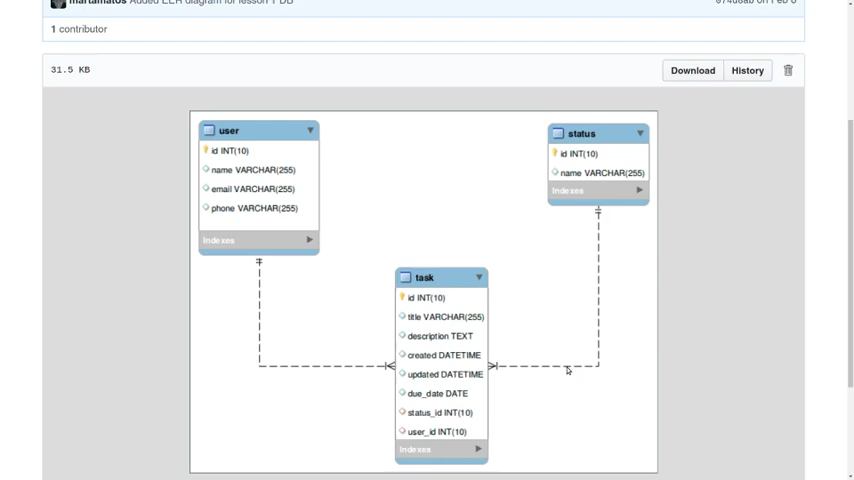 martamatos Added EER diagram for lesson 1 DB
1 contributor
31.5 KB
Download
History
user
id INT(10)
name VARCHAR(255)
email VARCHAR(255)
phone VARCHAR(255)
Indexes
status
id INT(10)
name VARCHAR(255)
Indexes
task
id INT(10)
title VARCHAR(255)
description TEXT
created DATETIME
updated DATETIME
due_date DATE
status_id INT(10)
user_id INT(10)
Indexes